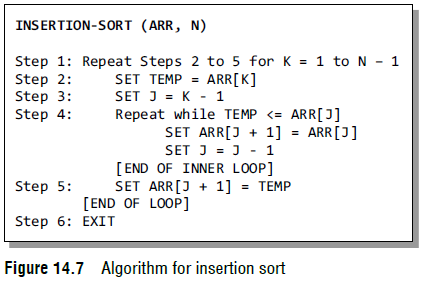 INSERTION-SORT (ARR, N)
Step 1: Repeat Steps 2 to 5 for K = 1 to N – 1
Step 2: SET TEMP = ARR[K]
Step 3: SET J = K - 1
Step 4: Repeat while TEMP <= ARR[J]
SET ARR[J + 1] = ARR[J]
SET J = J - 1
[END OF INNER LOOP]
Step 5: SET ARR[J + 1] = TEMP
[END OF LOOP]
Step 6: EXIT
Figure 14.7 Algorithm for insertion sort